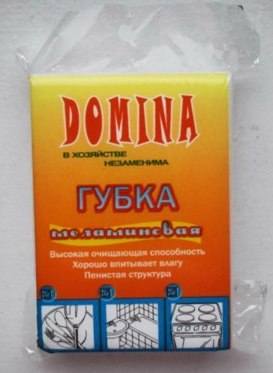 DOMINA
В ХОЗЯЙСТВЕ
НЕЗАМЕНИМА
ГУБКА
меламиновая
Высокая очищающая способность
Хорошо впитывает влагу
Пенистая структура